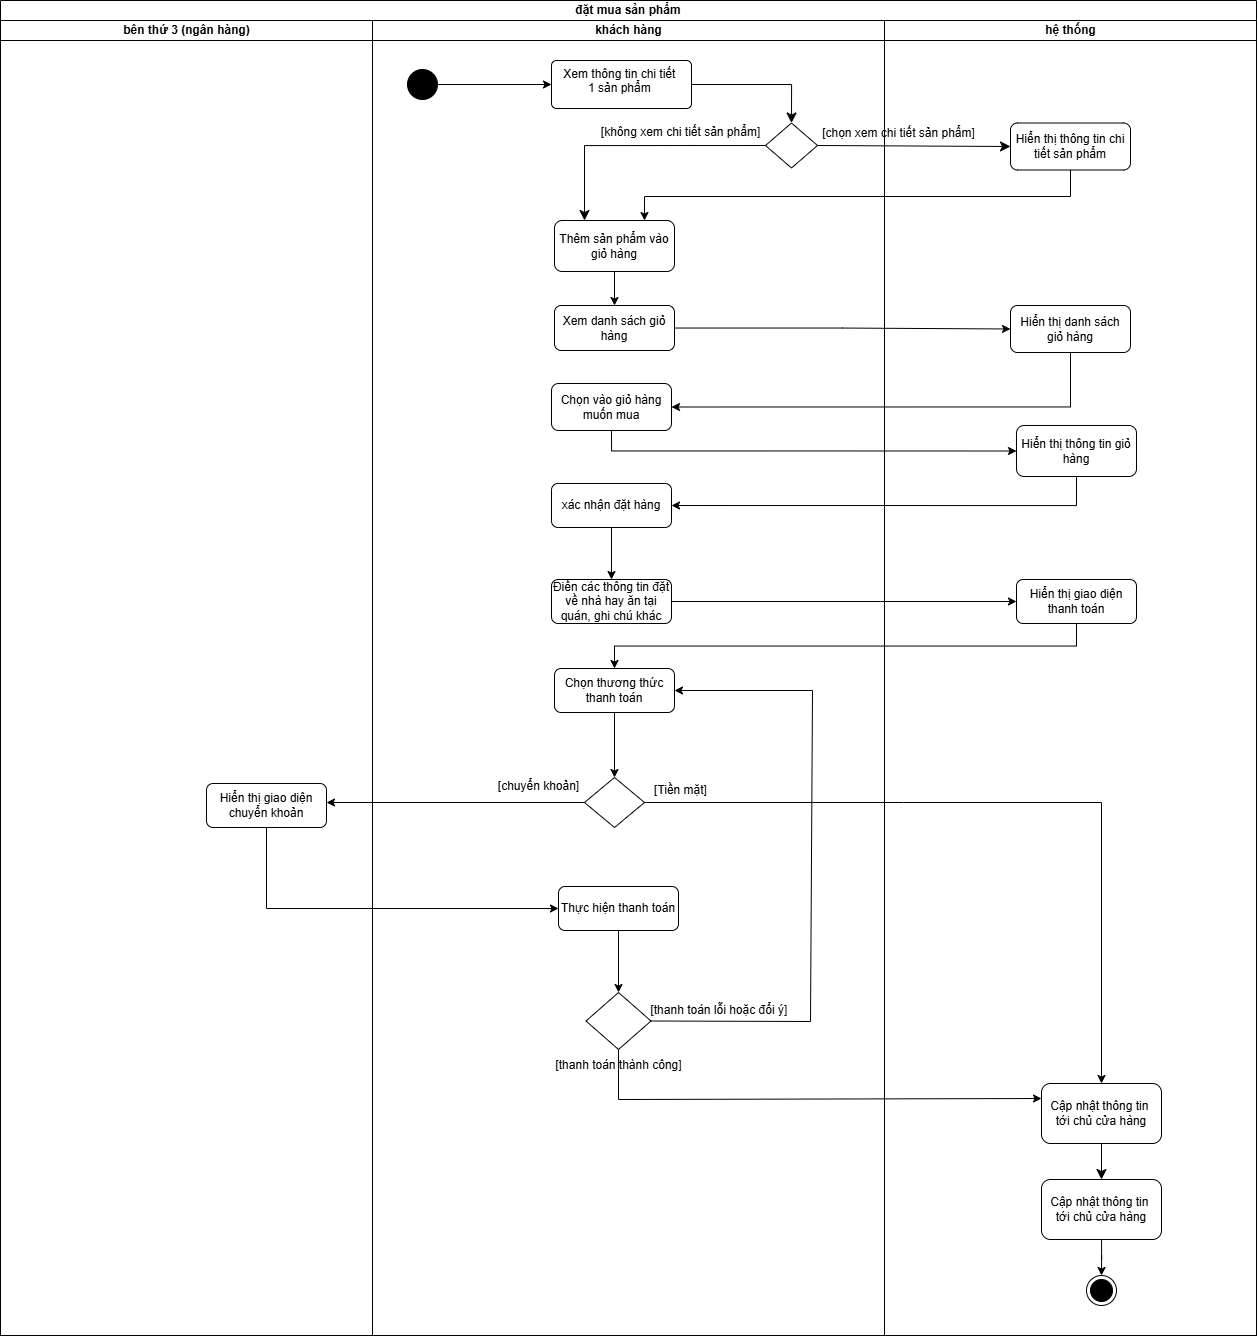 đặt mua sản phẩm
bên thứ 3 (ngân hàng)
khách hàng
hệ thống
Xem thông tin chi tiết
1 sản phẩm
[không xem chi tiết sản phẩm]
[chọn xem chi tiết sản phẩm]
Hiển thị thông tin chi
tiết sản phẩm
Thêm sản phẩm vào
giỏ hàng
Xem danh sách giỏ
hàng
Hiển thị danh sách
giỏ hàng
Chọn vào giỏ hàng
muốn mua
Hiển thị thông tin giỏ
hàng
xác nhận đặt hàng
Điền các thông tin đặt
về nhà hay ăn tại
quán, ghi chú khác
Hiển thị giao diện
thanh toán
Chọn thương thức
thanh toán
[chuyển khoản]
[Tiền mặt]
Hiển thị giao diện
chuyển khoản
Thực hiện thanh toán
[thanh toán lỗi hoặc đổi ý]
[thanh toán thành công]
Cập nhật thông tin
tới chủ cửa hàng
Cập nhật thông tin
tới chủ cửa hàng